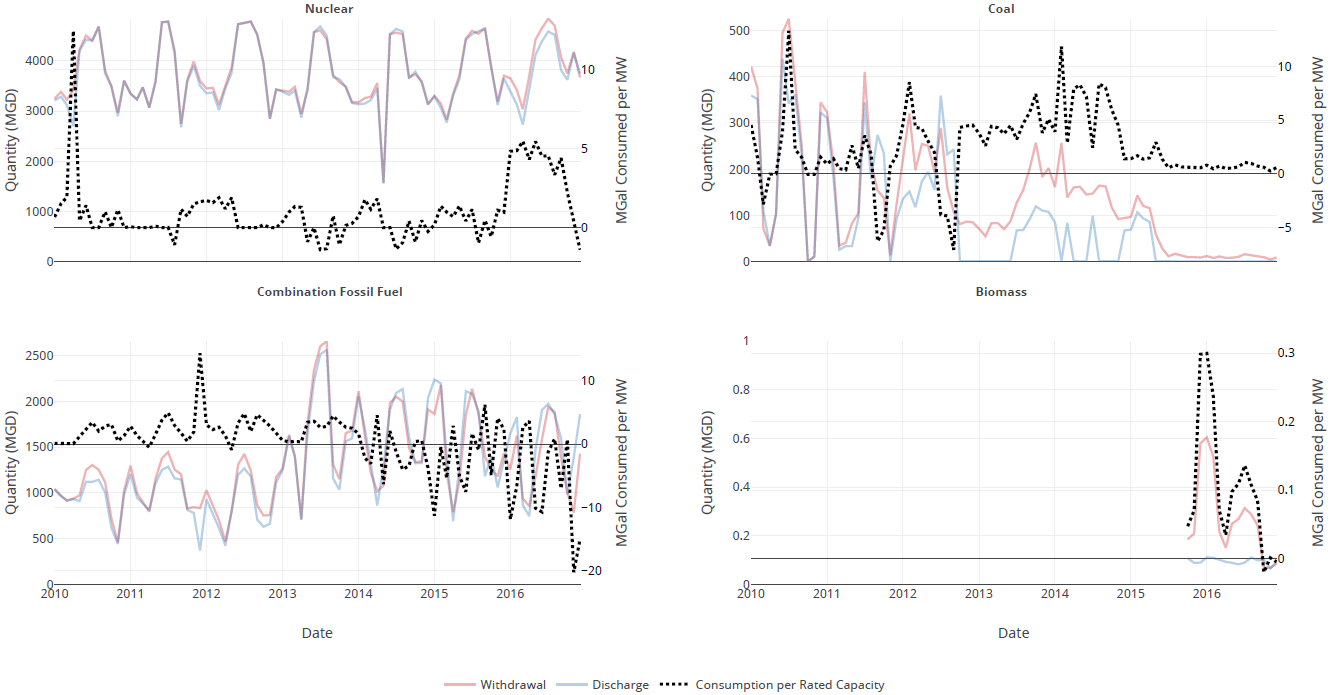 Nuclear
Coal
Quantity (MGD)
4000
3000
2000
1000
0
10
5
0
MGal Consumed per MW
Quantity (MGD)
500
400
300
200
100
0
10
5
0
−5
MGal Consumed per MW
Combination Fossil Fuel
Biomass
Quantity (MGD)
2500
2000
1500
1000
500
0
10
0
−10
−20
MGal Consumed per MW
2010 2011 2012 2013 2014 2015 2016
Date
Quantity (MGD)
1
0.8
0.6
0.4
0.2
0
0.3
0.2
0.1
0
MGal Consumed per MW
2010 2011 2012 2013 2014 2015 2016
Date
Withdrawal Discharge Consumption per Rated Capacity